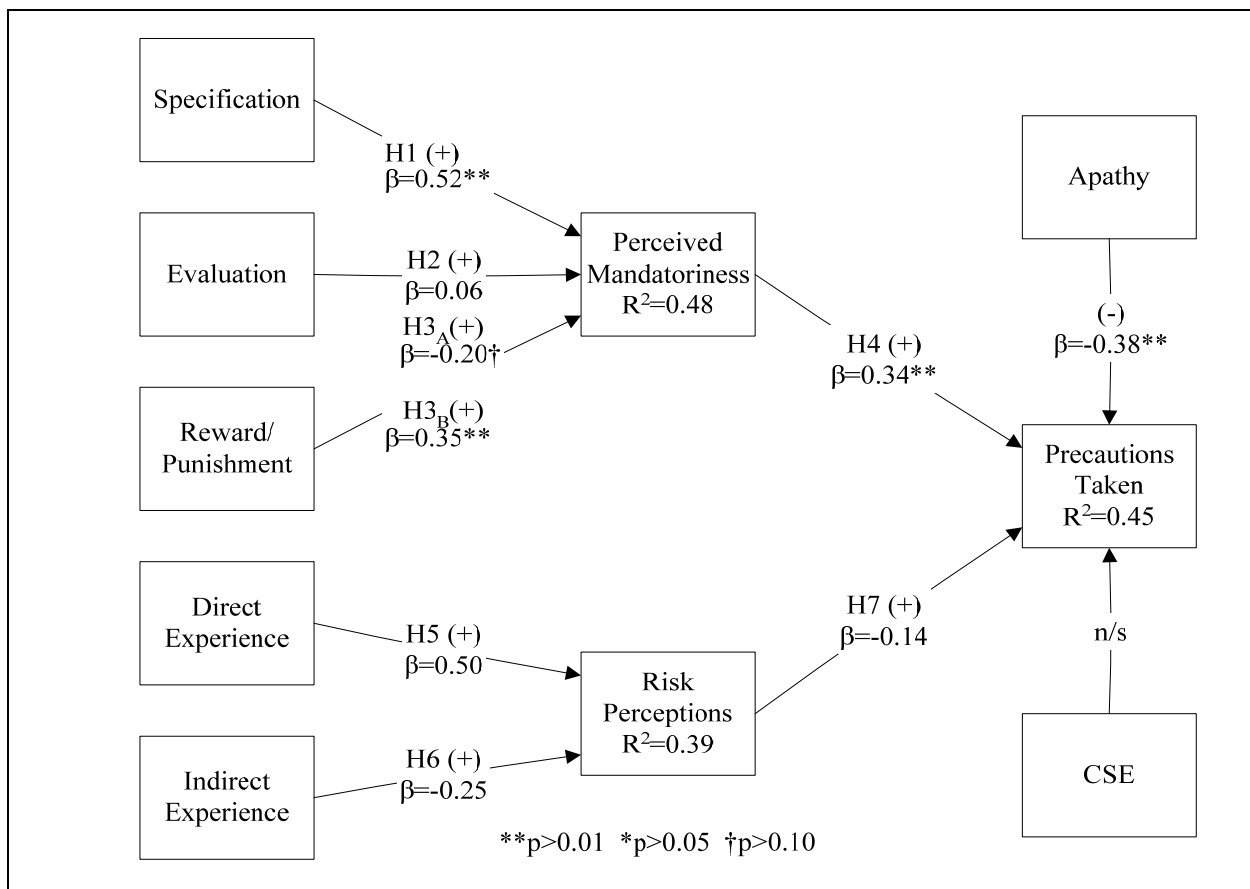 Specification
H1 (+)
β=0.52**
Evaluation
H2 (+)
β=0.06
H3A(+)
β=-0.20†
Reward/
Punishment
H3B(+)
β=0.35**
Perceived
Mandatoriness
R²=0.48
H4 (+)
β=0.34**
Apathy
(-)
β=-0.38**
Precautions
Taken
R²=0.45
Direct
Experience
H5 (+)
β=0.50
Indirect
Experience
H6 (+)
β=-0.25
Risk
Perceptions
R²=0.39
H7 (+)
β=-0.14
n/s
CSE
**p>0.01 *p>0.05 †p>0.10